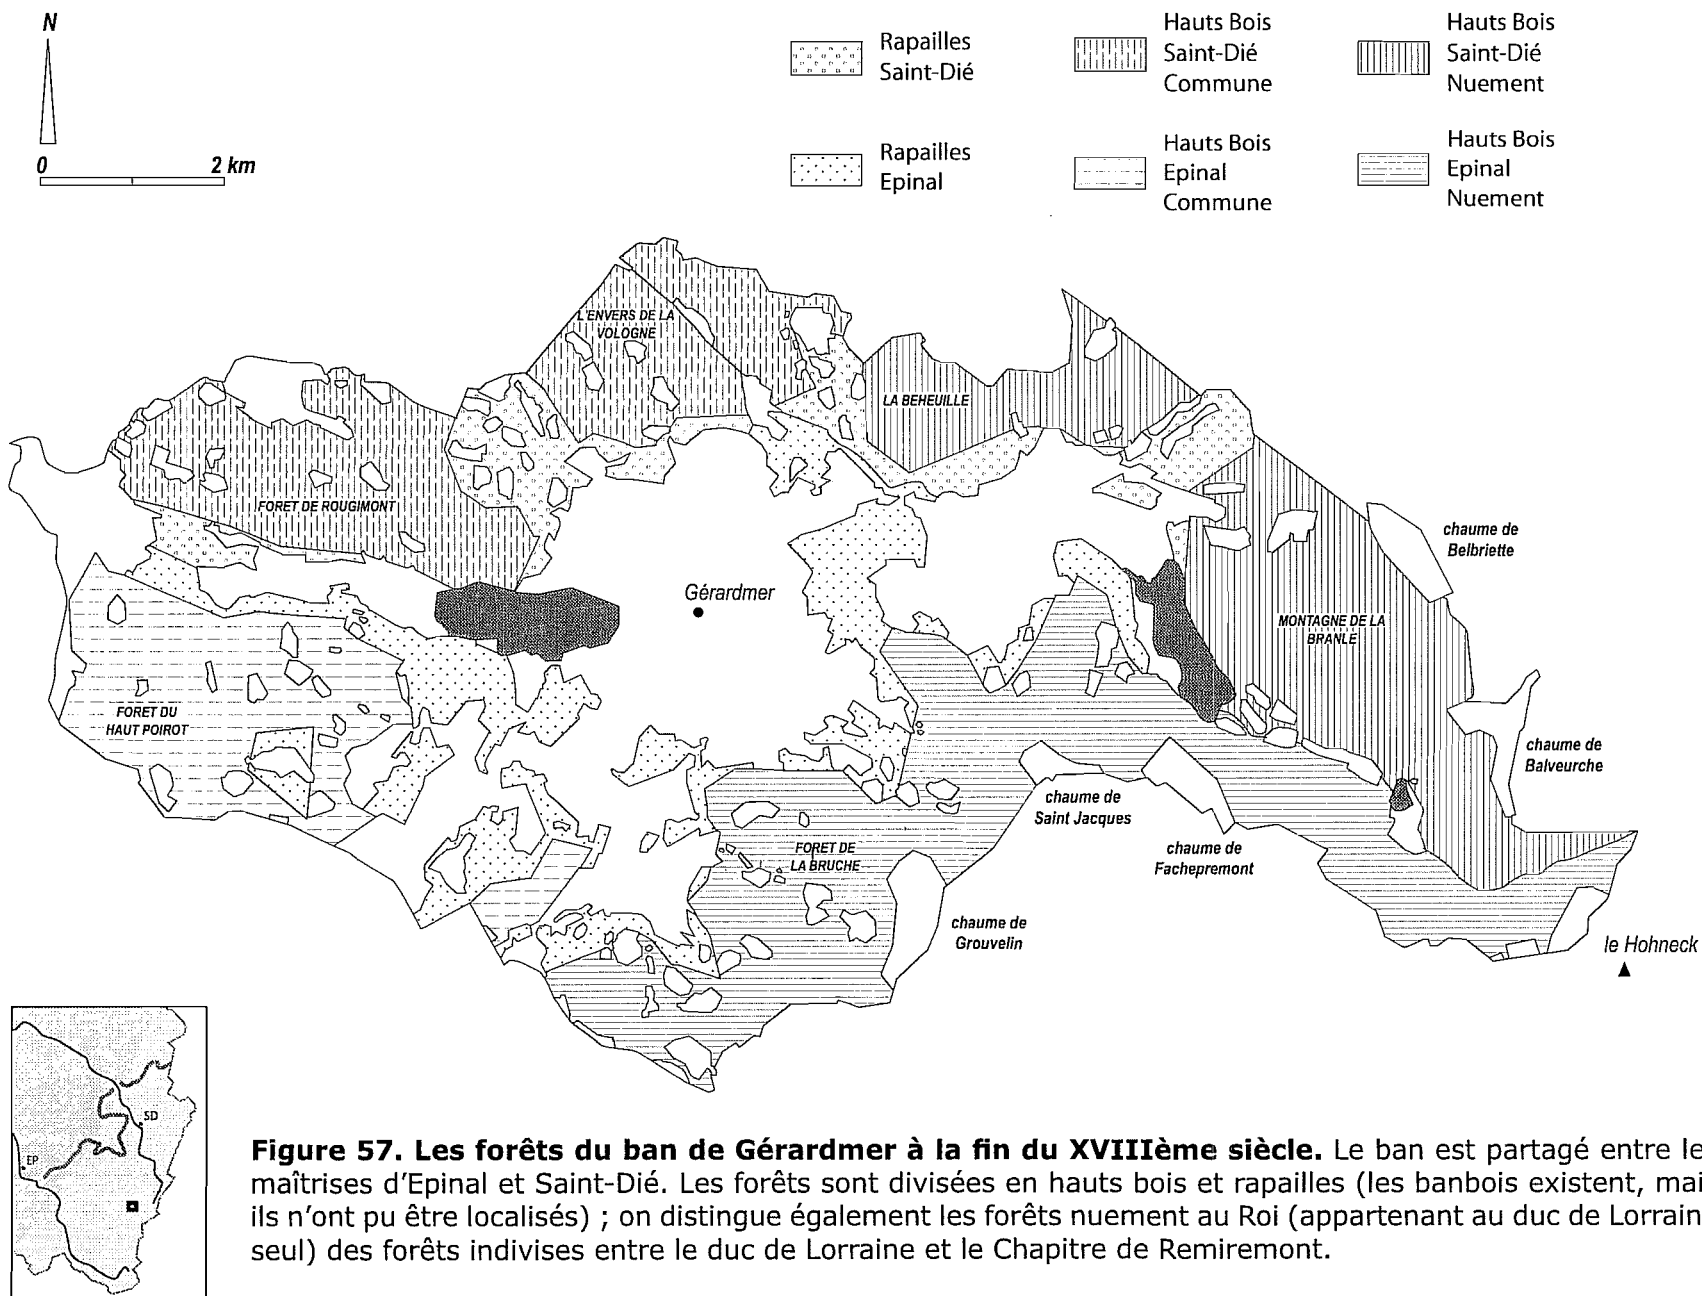 N
0 2 km
Rapailles
Saint-Dié
Hauts Bois
Saint-Dié
Commune
Hauts Bois
Saint-Dié
Nuement
Rapailles
Epinal
Hauts Bois
Epinal
Commune
Hauts Bois
Epinal
Nuement
L'ENVERS DE LA
VOLOGNE
LA BEHEUILLE
FORET DE ROUGIMONT
chaume de
Belbriette
Gérardmer
MONTAGNE DE LA
BRANLE
FORET DU
HAUT POIROT
chaume de
Balveurche
chaume de
Saint Jacques
FORET DE
LA BRUCHE
chaume de
Fachepremont
chaume de
Grouvelin
le Hohneck
SD
EP
Figure 57. Les forêts du ban de Gérardmer à la fin du XVIIIème siècle. Le ban est partagé entre le
maîtrises d'Epinal et Saint-Dié. Les forêts sont divisées en hauts bois et rapailles (les banbois existent, mai
ils n'ont pu être localisés) ; on distingue également les forêts nuement au Roi (appartenant au duc de Lorrain
seul) des forêts indivises entre le duc de Lorraine et le Chapitre de Remiremont.